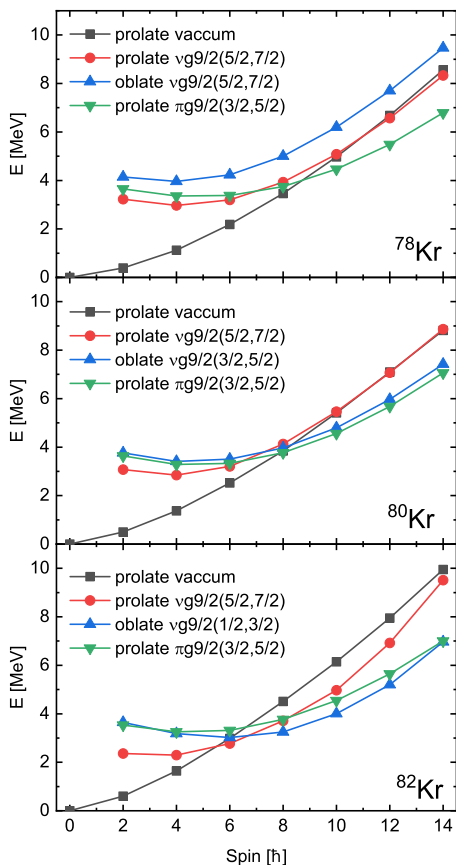 10
8
6
4
2
0
E [MeV]
prolate vaccum
prolate νg9/2(5/2,7/2)
oblate νg9/2(5/2,7/2)
prolate πg9/2(3/2,5/2)
⁷⁸Kr
10
8
6
4
2
0
E [MeV]
prolate vaccum
prolate νg9/2(5/2,7/2)
oblate νg9/2(3/2,5/2)
prolate πg9/2(3/2,5/2)
⁸⁰Kr
10
8
6
4
2
0
E [MeV]
prolate vaccum
prolate νg9/2(5/2,7/2)
oblate νg9/2(1/2,3/2)
prolate πg9/2(3/2,5/2)
⁸²Kr
0 2 4 6 8 10 12 14
Spin [ħ]